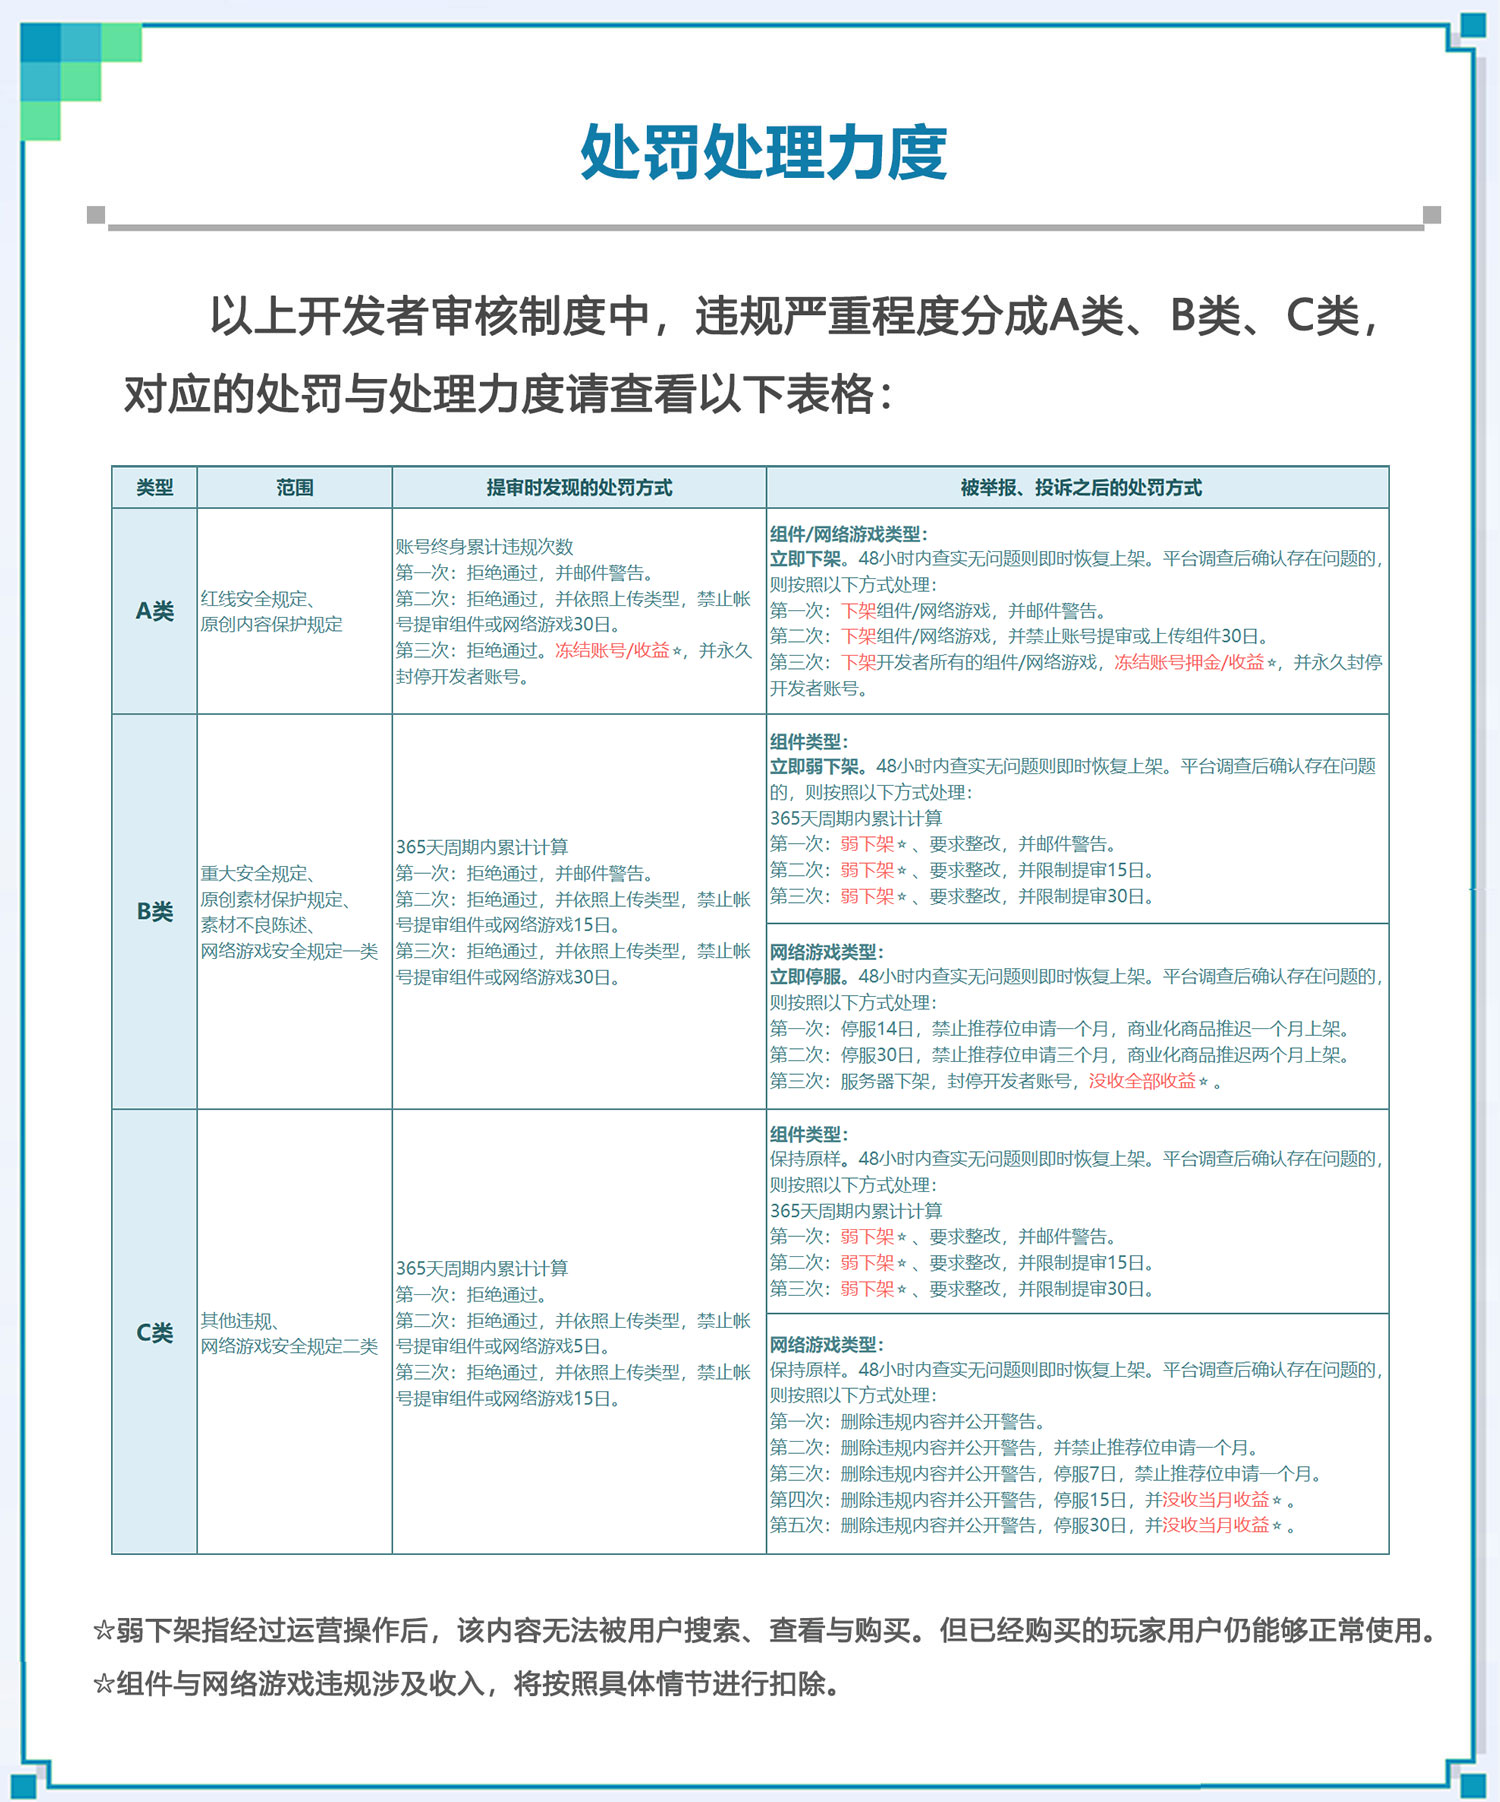 处罚处理力度
以上开发者审核制度中，违规严重程度分成A类、B类、C类，
对应的处罚与处理力度请查看以下表格：
类型
范围
提审时发现的处罚方式
被举报、投诉之后的处罚方式
A类
红线安全规定、
原创内容保护规定
账号终身累计违规次数
第一次：拒绝通过，并邮件警告。
第二次：拒绝通过，并依照上传类型，禁止帐
号提审组件或网络游戏30日。
第三次：拒绝通过。冻结账号/收益☆，并永久
封停开发者账号。
组件/网络游戏类型：
立即下架。48小时内查实无问题则即时恢复上架。平台调查后确认存在问题的，
则按照以下方式处理：
第一次：下架组件/网络游戏，并邮件警告。
第二次：下架组件/网络游戏，并禁止账号提审或上传组件30日。
第三次：下架开发者所有的组件/网络游戏，冻结账号押金/收益☆，并永久封停
开发者账号。
B类
重大安全规定、
原创素材保护规定、
素材不良陈述、
网络游戏安全规定一类
365天周期内累计计算
第一次：拒绝通过，并邮件警告。
第二次：拒绝通过，并依照上传类型，禁止帐
号提审组件或网络游戏15日。
第三次：拒绝通过，并依照上传类型，禁止帐
号提审组件或网络游戏30日。
组件类型：
立即弱下架。48小时内查实无问题则即时恢复上架。平台调查后确认存在问题
的，则按照以下方式处理：
365天周期内累计计算
第一次：弱下架☆、要求整改，并邮件警告。
第二次：弱下架☆、要求整改，并限制提审15日。
第三次：弱下架☆、要求整改，并限制提审30日。
网络游戏类型：
立即停服。48小时内查实无问题则即时恢复上架。平台调查后确认存在问题的，
则按照以下方式处理：
第一次：停服14日，禁止推荐位申请一个月，商业化商品推迟一个月上架。
第二次：停服30日，禁止推荐位申请三个月，商业化商品推迟两个月上架。
第三次：服务器下架，封停开发者账号，没收全部收益☆。
C类
其他违规、
网络游戏安全规定二类
365天周期内累计计算
第一次：拒绝通过。
第二次：拒绝通过，并依照上传类型，禁止帐
号提审组件或网络游戏5日。
第三次：拒绝通过，并依照上传类型，禁止帐
号提审组件或网络游戏15日。
组件类型：
保持原样。48小时内查实无问题则即时恢复上架。平台调查后确认存在问题的，
则按照以下方式处理：
365天周期内累计计算
第一次：弱下架☆、要求整改，并邮件警告。
第二次：弱下架☆、要求整改，并限制提审15日。
第三次：弱下架☆、要求整改，并限制提审30日。
网络游戏类型：
保持原样。48小时内查实无问题则即时恢复上架。平台调查后确认存在问题的，
则按照以下方式处理：
第一次：删除违规内容并公开警告。
第二次：删除违规内容并公开警告，并禁止推荐位申请一个月。
第三次：删除违规内容并公开警告，停服7日，禁止推荐位申请一个月。
第四次：删除违规内容并公开警告，停服15日，并没收当月收益☆。
第五次：删除违规内容并公开警告，停服30日，并没收当月收益☆。
☆弱下架指经过运营操作后，该内容无法被用户搜索、查看与购买。但已经购买的玩家用户仍能够正常使用。
☆组件与网络游戏违规涉及收入，将按照具体情节进行扣除。